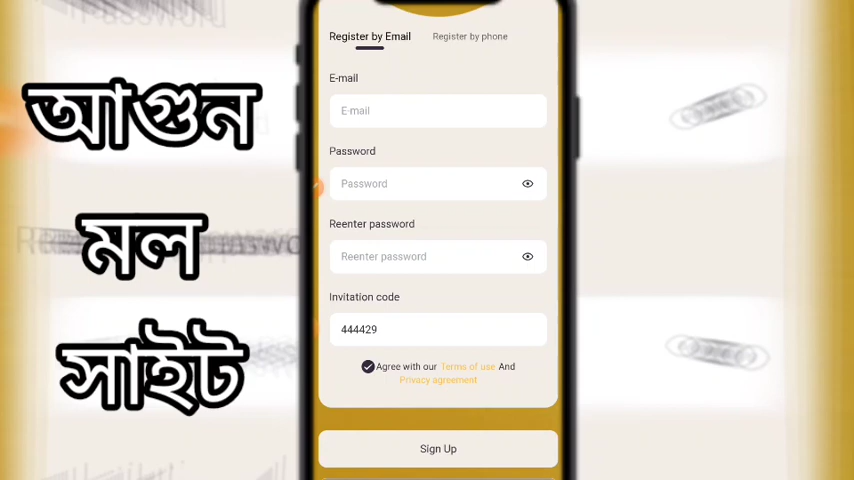 Register by Email Register by phone
E-mail
E-mail
Password
Password
Reenter password
Reenter password
Invitation code
444429
Agree with our Terms of use And
Privacy agreement
Sign Up
আগুন
মল
সাইট